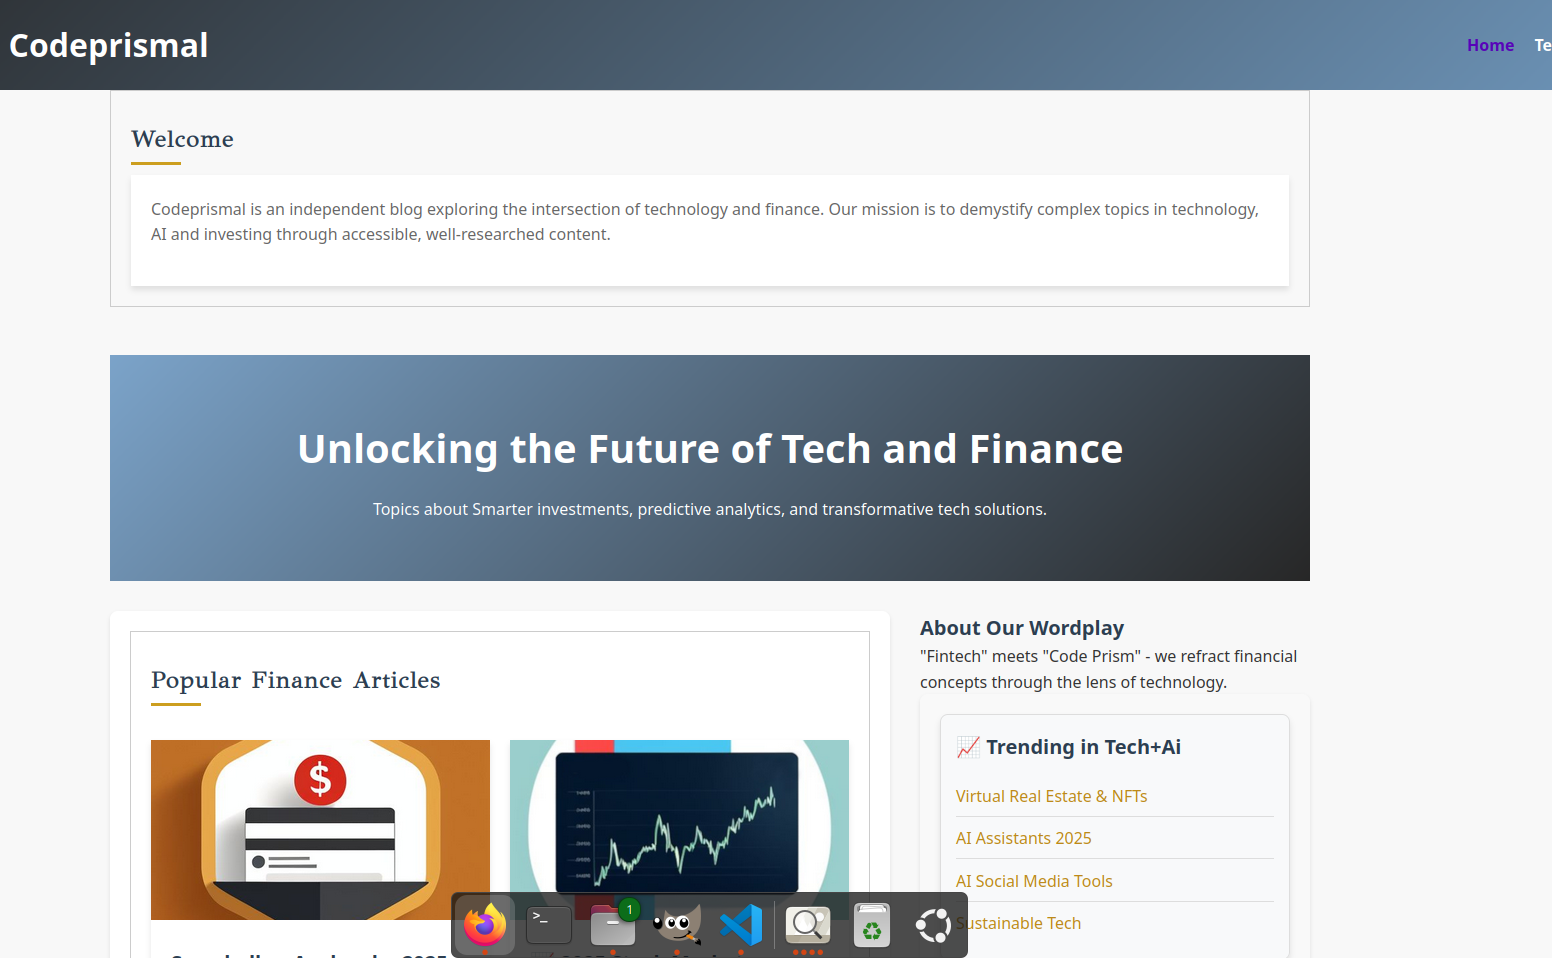 Codeprismal
Home Te
Welcome
Codeprismal is an independent blog exploring the intersection of technology and finance. Our mission is to demystify complex topics in technology,
AI and investing through accessible, well-researched content.
Unlocking the Future of Tech and Finance
Topics about Smarter investments, predictive analytics, and transformative tech solutions.
Popular Finance Articles
$
About Our Wordplay
"Fintech" meets "Code Prism" - we refract financial
concepts through the lens of technology.
📈 Trending in Tech+Ai
Virtual Real Estate & NFTs
AI Assistants 2025
AI Social Media Tools
Sustainable Tech
>_
1